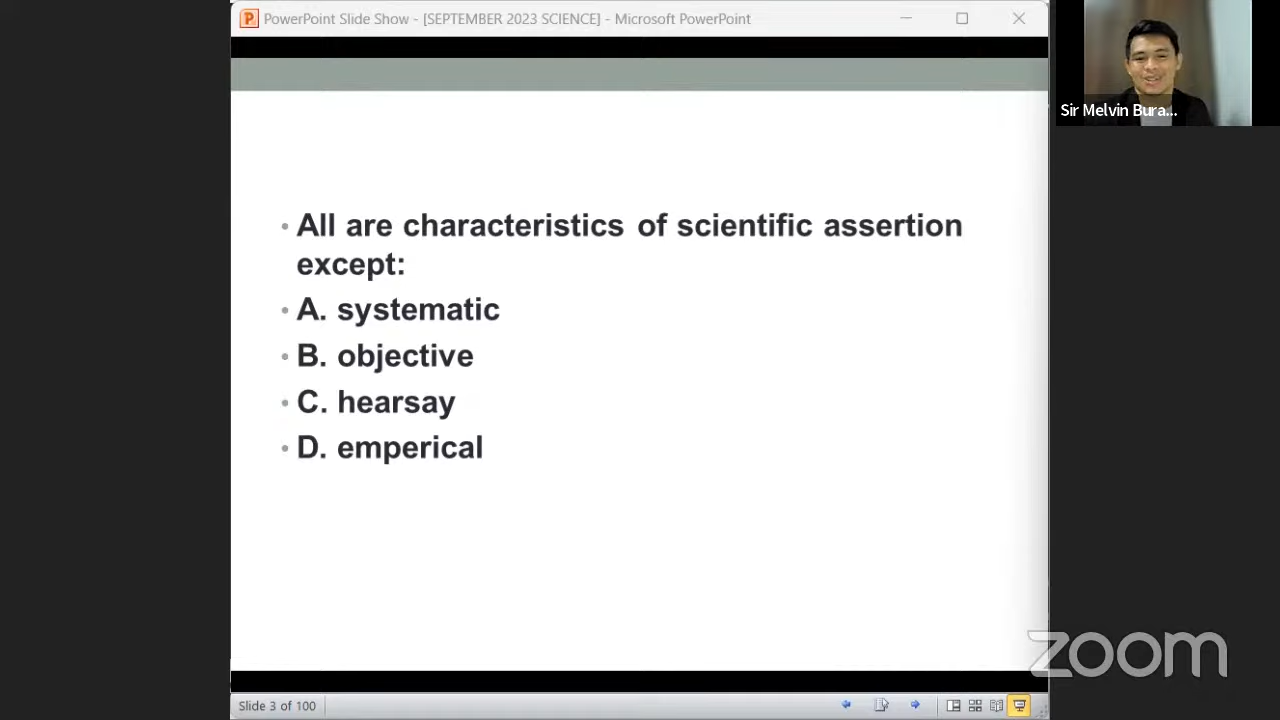 PowerPoint Slide Show - [SEPTEMBER 2023 SCIENCE] - Microsoft PowerPoint
Sir Melvin Bura...
• All are characteristics of scientific assertion
except:
• A. systematic
• B. objective
• C. hearsay
• D. emperical
zoom
Slide 3 of 100